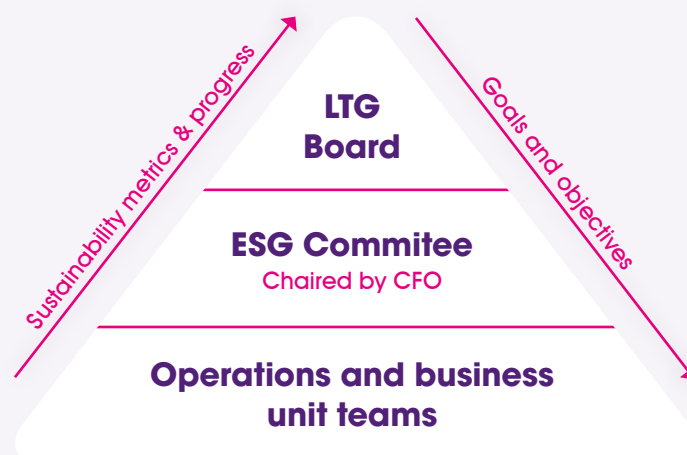 Sustainability metrics & progress
Goals and objectives
LTG
Board
ESG Commitee
Chaired by CFO
Operations and business
unit teams